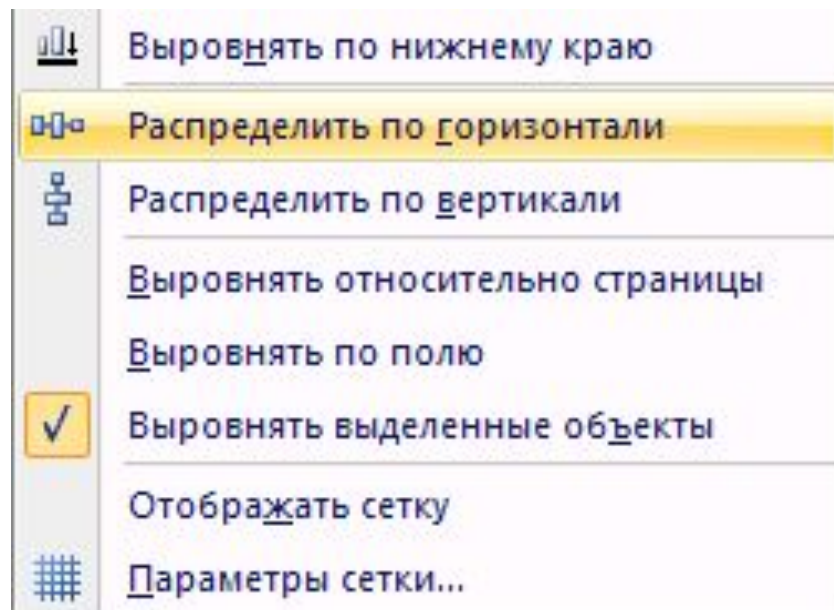 Выровнять по нижнему краю
Распределить по горизонтали
Распределить по вертикали
Выровнять относительно страницы
Выровнять по полю
Выровнять выделенные объекты
Отображать сетку
Параметры сетки...